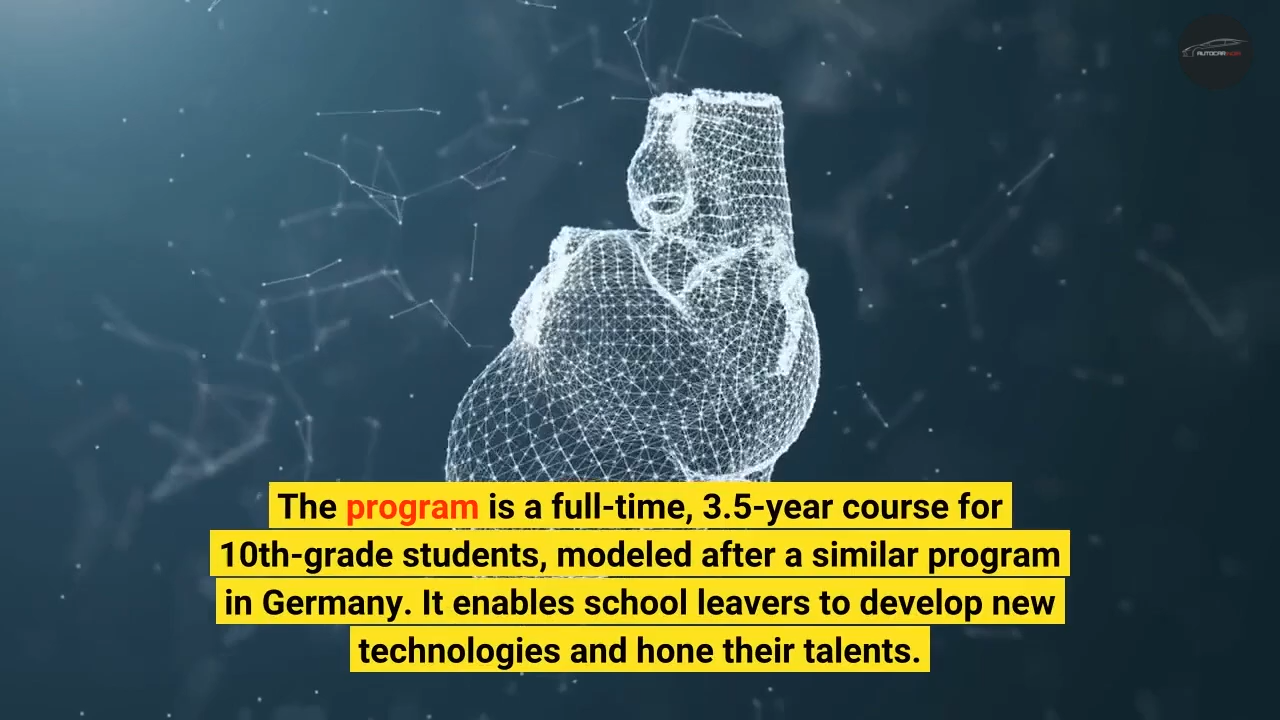 AUTOCARINDIA
The program is a full-time, 3.5-year course for
10th-grade students, modeled after a similar program
in Germany. It enables school leavers to develop new
technologies and hone their talents.